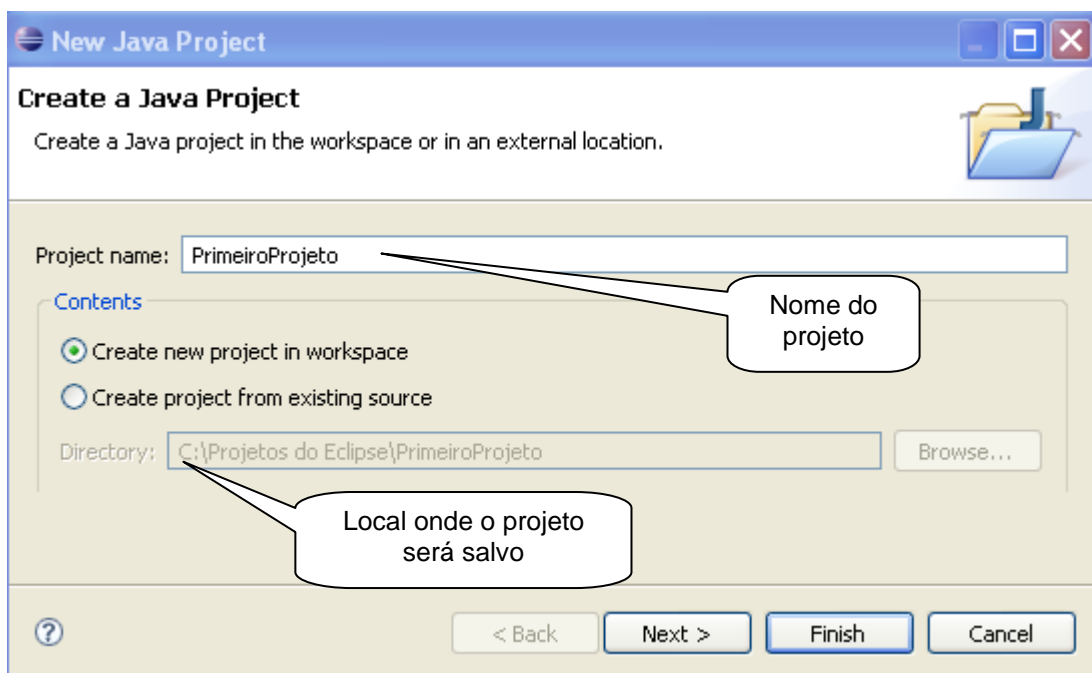 New Java Project
Create a Java Project
Create a Java project in the workspace or in an external location.
Project name: PrimeiroProjeto
Contents
Nome do
projeto
Create new project in workspace
Create project from existing source
Directory: C:\Projetos do Eclipse\PrimeiroProjeto Browse...
Local onde o projeto
será salvo
? < Back Next > Finish Cancel